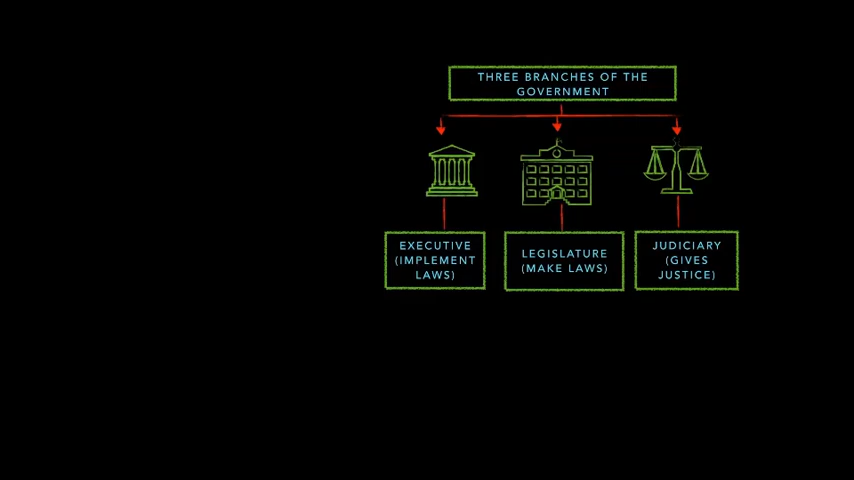 THREE BRANCHES OF THE
GOVERNMENT
EXECUTIVE
(IMPLEMENT
LAWS)
LEGISLATURE
(MAKE LAWS)
JUDICIARY
(GIVES
JUSTICE)